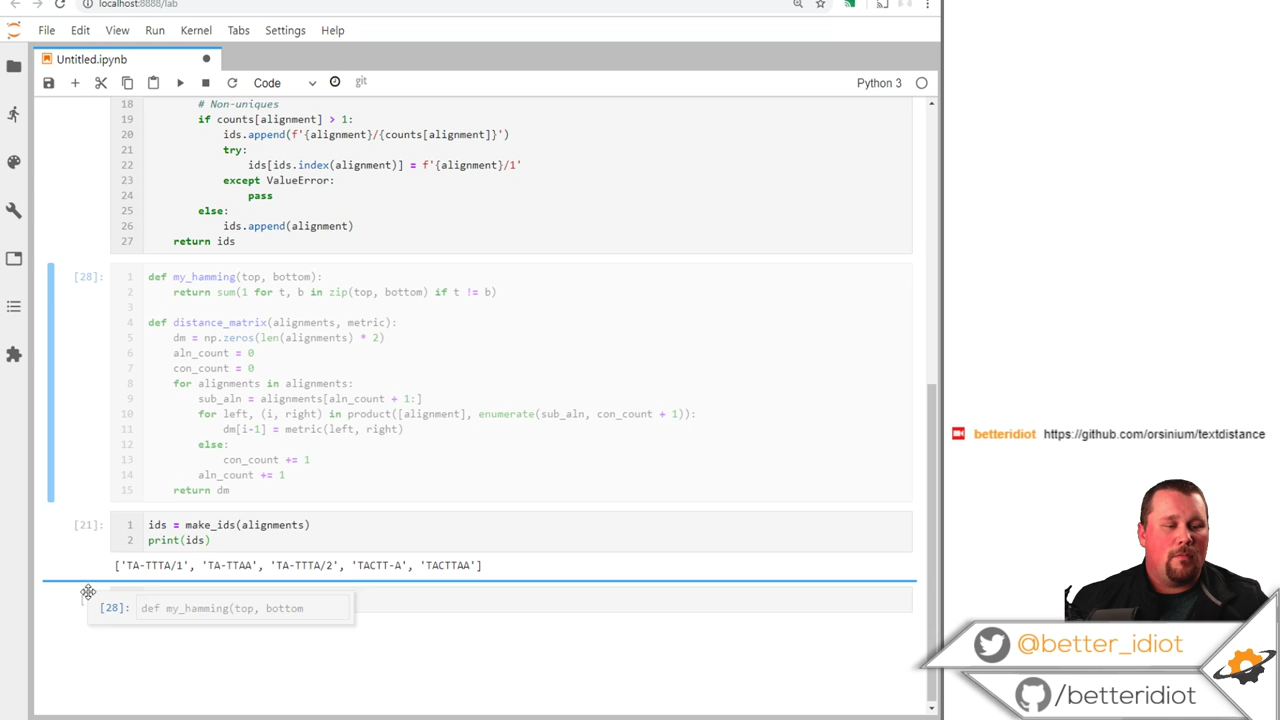 localhost:8888/lab
File Edit View Run Kernel Tabs Settings Help
Untitled.ipynb
Code git Python 3
18 # Non-uniques
19 if counts[alignment] > 1:
20 ids.append(f'{alignment}/{counts[alignment]}')
21 try:
22 ids[ids.index(alignment)] = f'{alignment}/1'
23 except ValueError:
24 pass
25 else:
26 ids.append(alignment)
27 return ids
[28]: 1 def my_hamming(top, bottom):
2 return sum(1 for t, b in zip(top, bottom) if t != b)
3
4 def distance_matrix(alignments, metric):
5 dm = np.zeros(len(alignments) * 2)
6 aln_count = 0
7 con_count = 0
8 for alignments in alignments:
9 sub_aln = alignments[aln_count + 1:]
10 for left, (i, right) in product([alignment], enumerate(sub_aln, con_count + 1)):
11 dm[i-1] = metric(left, right)
12 else:
13 con_count += 1
14 aln_count += 1
15 return dm
[21]: 1 ids = make_ids(alignments)
2 print(ids)
['TA-TTTA/1', 'TA-TTAA', 'TA-TTTA/2', 'TACTT-A', 'TACTTAA']
[28]: def my_hamming(top, bottom
betteridiot https://github.com/orsinium/textdistance
@better_idiot
/betteridiot